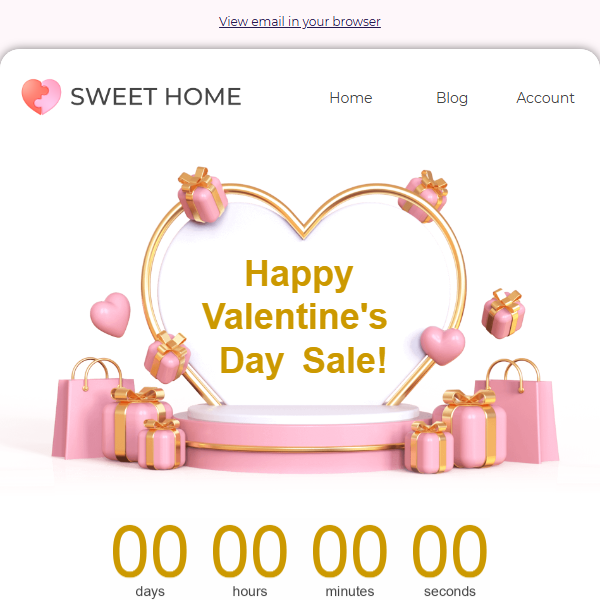 View email in your browser
SWEET HOME Home Blog Account
Happy
Valentine's
Day Sale!
00 00 00 00
days hours minutes seconds